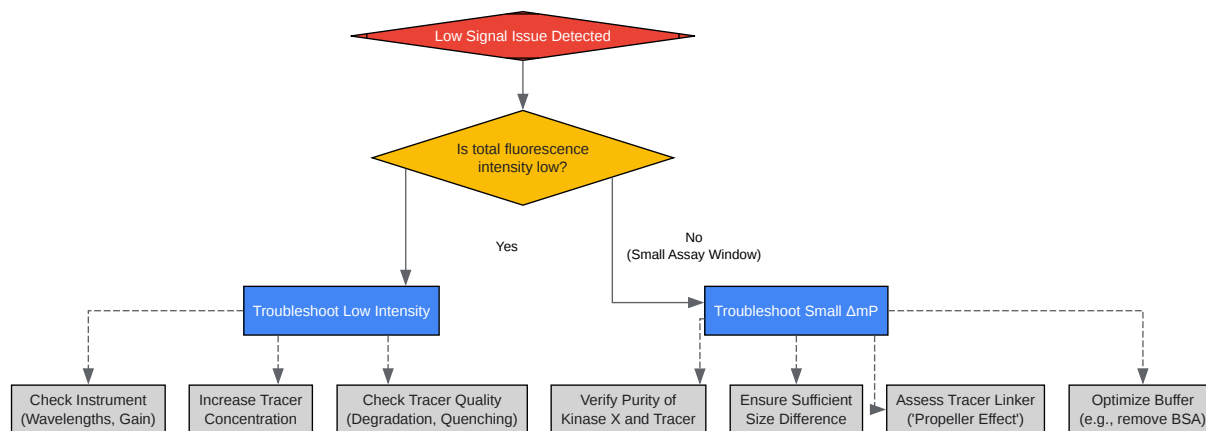 Low Signal Issue Detected
Is total fluorescence
intensity low?
Yes
No
(Small Assay Window)
Troubleshoot Low Intensity
Troubleshoot Small ΔmP
Check Instrument
(Wavelengths, Gain)
Increase Tracer
Concentration
Check Tracer Quality
(Degradation, Quenching)
Verify Purity of
Kinase X and Tracer
Ensure Sufficient
Size Difference
Assess Tracer Linker
('Propeller Effect')
Optimize Buffer
(e.g., remove BSA)